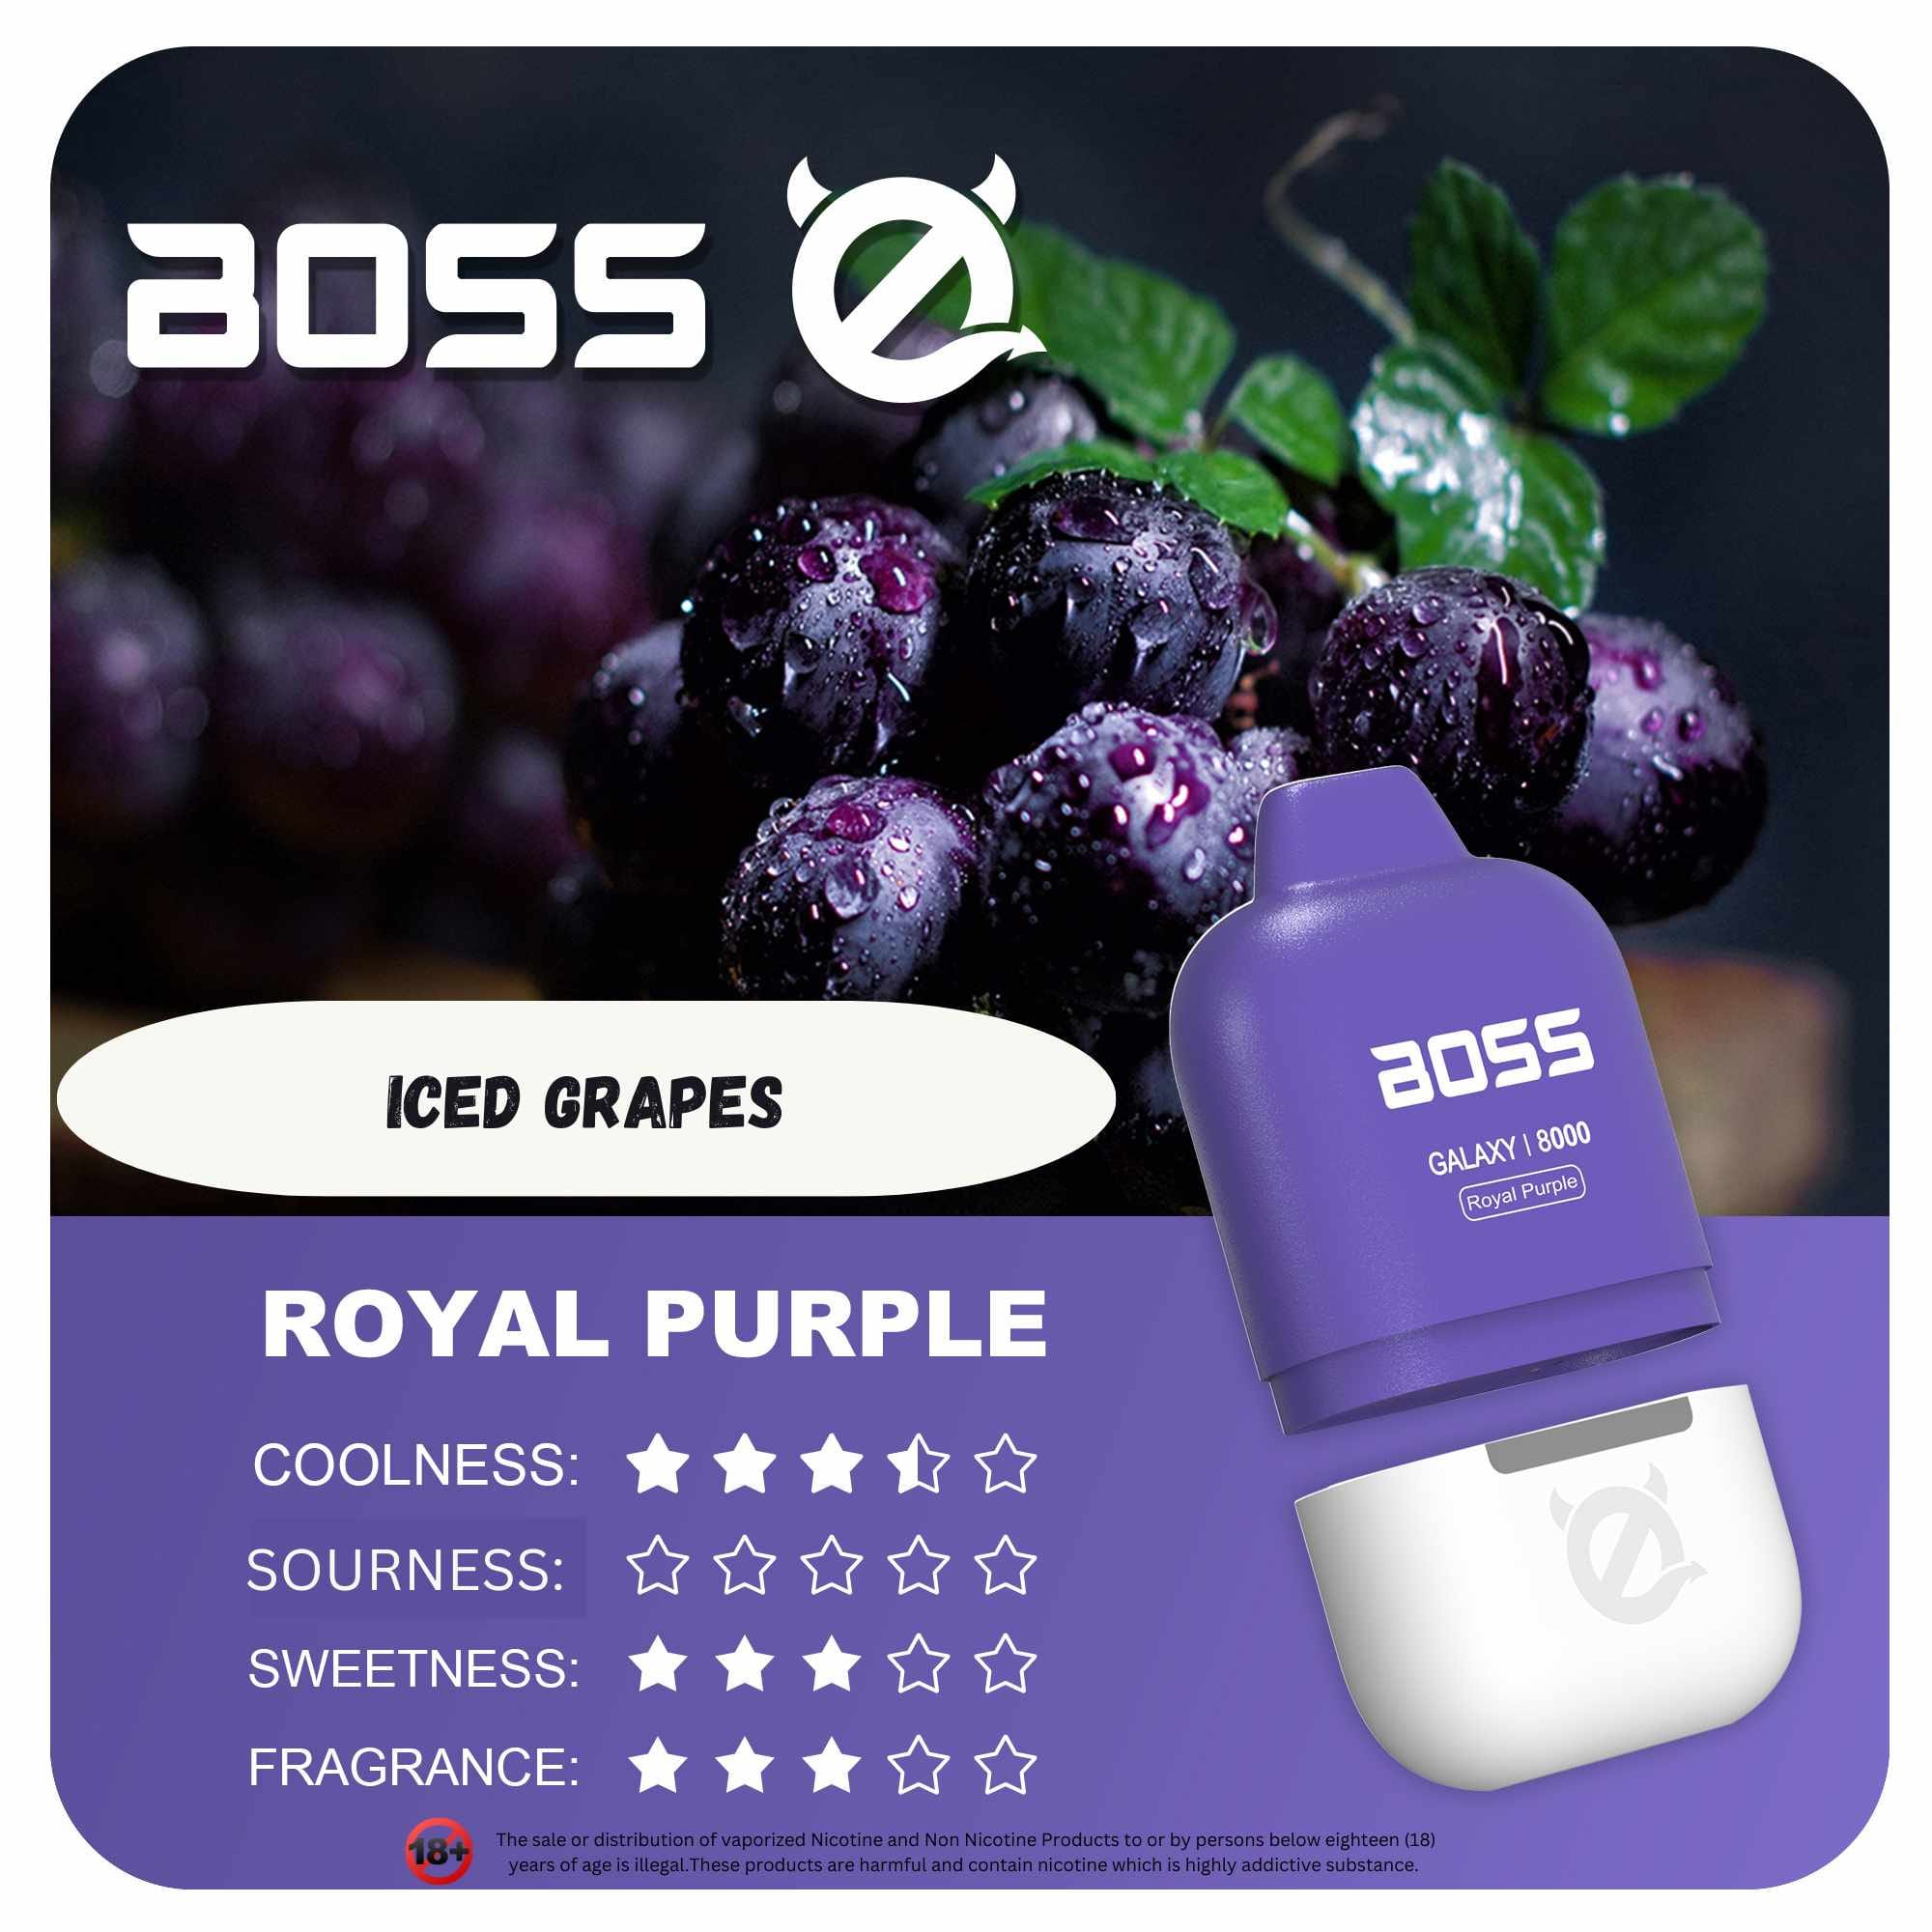 BOSS
ICED GRAPES
BOSS
GALAXY | 8000
Royal Purple
ROYAL PURPLE
COOLNESS:
SOURNESS:
SWEETNESS:
FRAGRANCE:
18+
The sale or distribution of vaporized Nicotine and Non Nicotine Products to or by persons below eighteen (18)
years of age is illegal.These products are harmful and contain nicotine which is highly addictive substance.